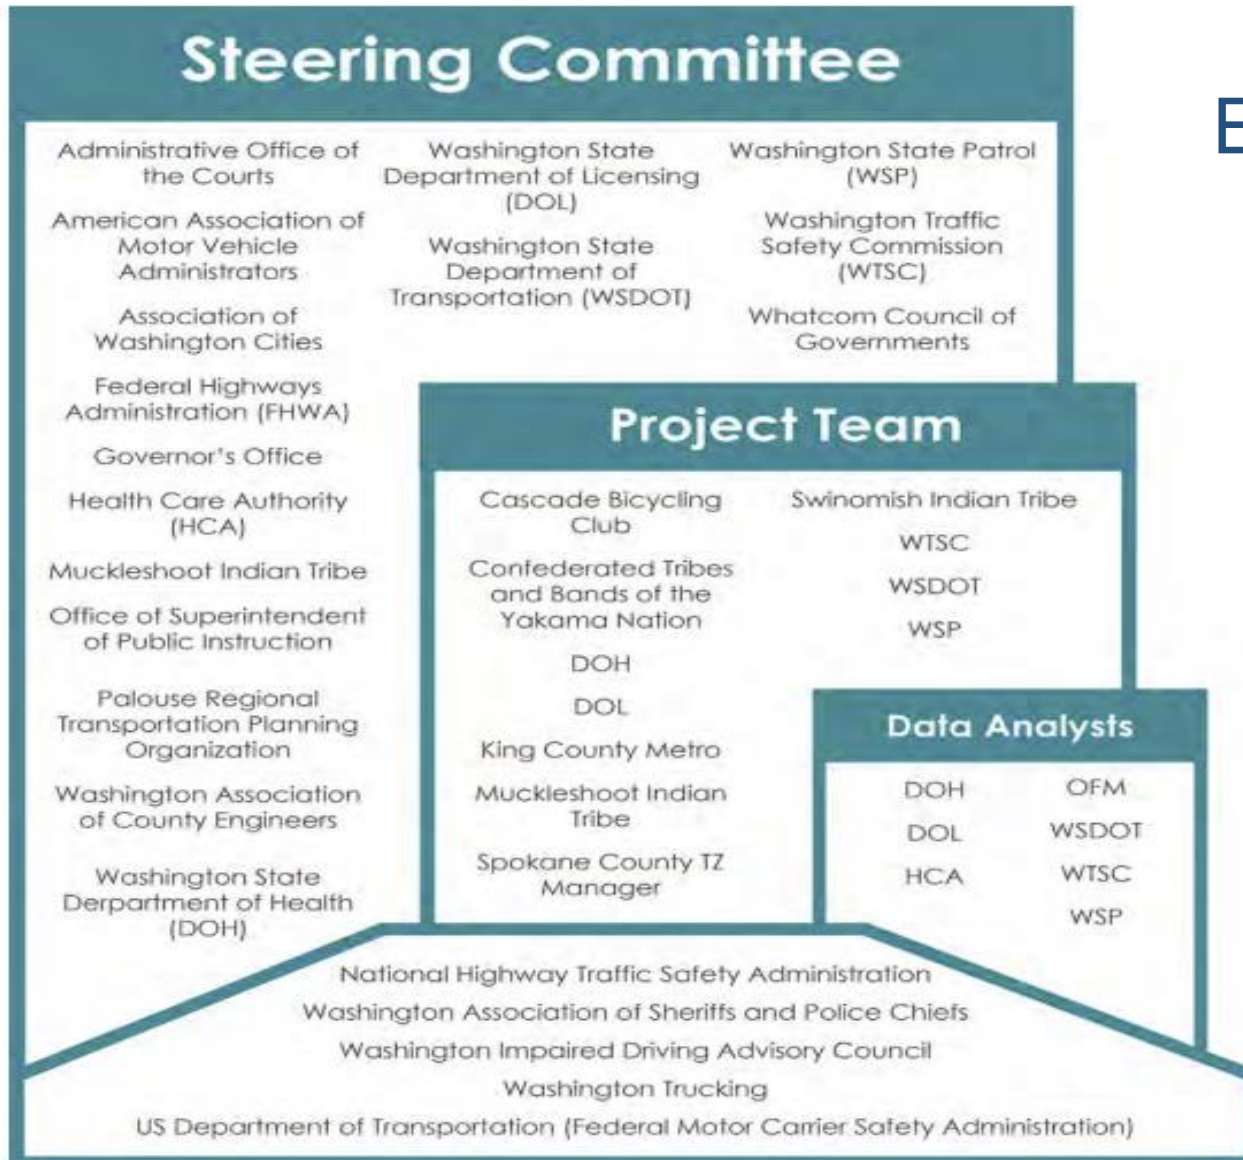 Steering Committee
Administrative Office of
the Courts
American Association of
Motor Vehicle
Administrators
Association of
Washington Cities
Federal Highways
Administration (FHWA)
Governor's Office
Health Care Authority
(HCA)
Muckleshoot Indian Tribe
Office of Superintendent
of Public Instruction
Palouse Regional
Transportation Planning
Organization
Washington Association
of County Engineers
Washington State
Derpartment of Health
(DOH)
Washington State
Department of Licensing
(DOL)
Washington State
Department of
Transportation (WSDOT)
Washington State Patrol
(WSP)
Washington Traffic
Safety Commission
(WTSC)
Whatcom Council of
Governments
E
Project Team
Cascade Bicycling
Club
Confederated Tribes
and Bands of the
Yakama Nation
DOH
DOL
King County Metro
Muckleshoot Indian
Tribe
Spokane County TZ
Manager
Swinomish Indian Tribe
WTSC
WSDOT
WSP
Data Analysts
DOH
DOL
HCA
OFM
WSDOT
WTSC
WSP
National Highway Traffic Safety Administration
Washington Association of Sheriffs and Police Chiefs
Washington Impaired Driving Advisory Council
Washington Trucking
US Department of Transportation (Federal Motor Carrier Safety Administration)